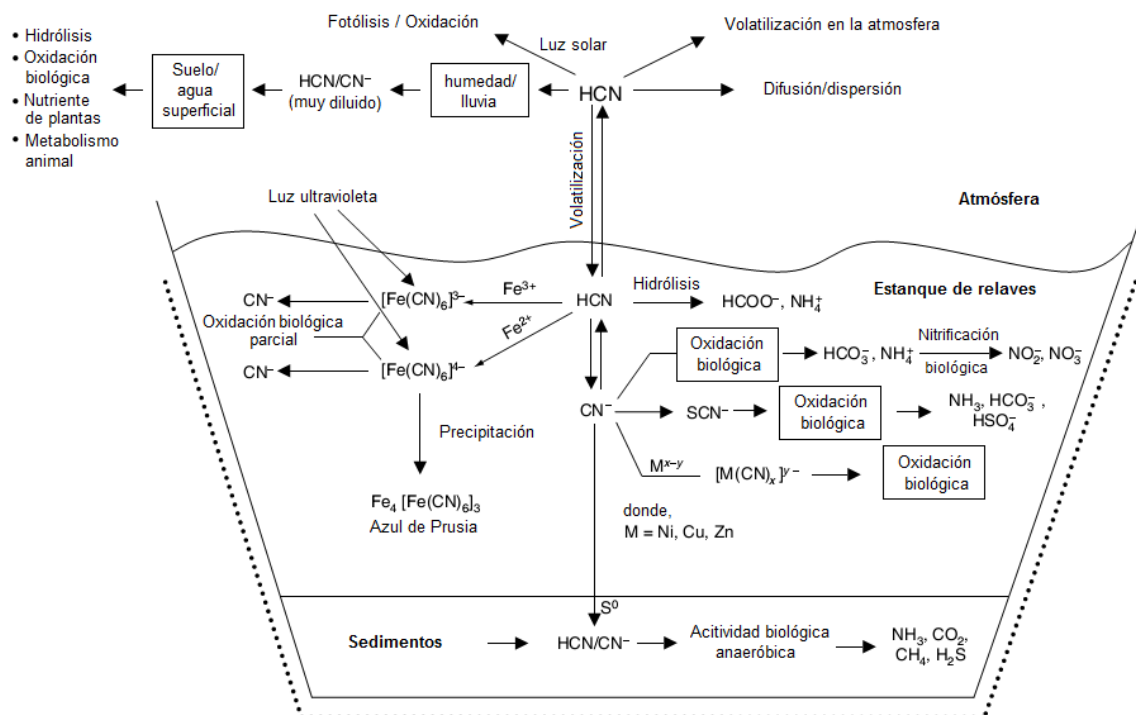 Fotólisis / Oxidación
Luz solar
Volatilización en la atmosfera
• Hidrólisis
• Oxidación
biológica
• Nutriente
de plantas
• Metabolismo
animal
Suelo/
agua
superficial
HCN/CN⁻
(muy diluido)
humedad/
lluvia
HCN
Difusión/dispersión
Volatilización
Luz ultravioleta
Atmósfera
CN⁻
[Fe(CN)₆]³⁻
Fe³⁺
HCN
Hidrólisis
HCOO⁻, NH₄⁺
Estanque de relaves
Oxidación biológica
parcial
Fe²⁺
CN⁻
[Fe(CN)₆]⁴⁻
Oxidación
biológica
HCO₃⁻, NH₄⁺
Nitrificación
biológica
NO₂⁻, NO₃⁻
CN⁻
SCN⁻
Oxidación
biológica
NH₃, HCO₃⁻ ,
HSO₄⁻
Precipitación
Mˣ⁻ʸ
[M(CN)ₓ]ʸ⁻
Oxidación
biológica
Fe₄ [Fe(CN)₆]₃
Azul de Prusia
donde,
M = Ni, Cu, Zn
S⁰
Sedimentos
HCN/CN⁻
Acitividad biológica
anaeróbica
NH₃, CO₂,
CH₄, H₂S